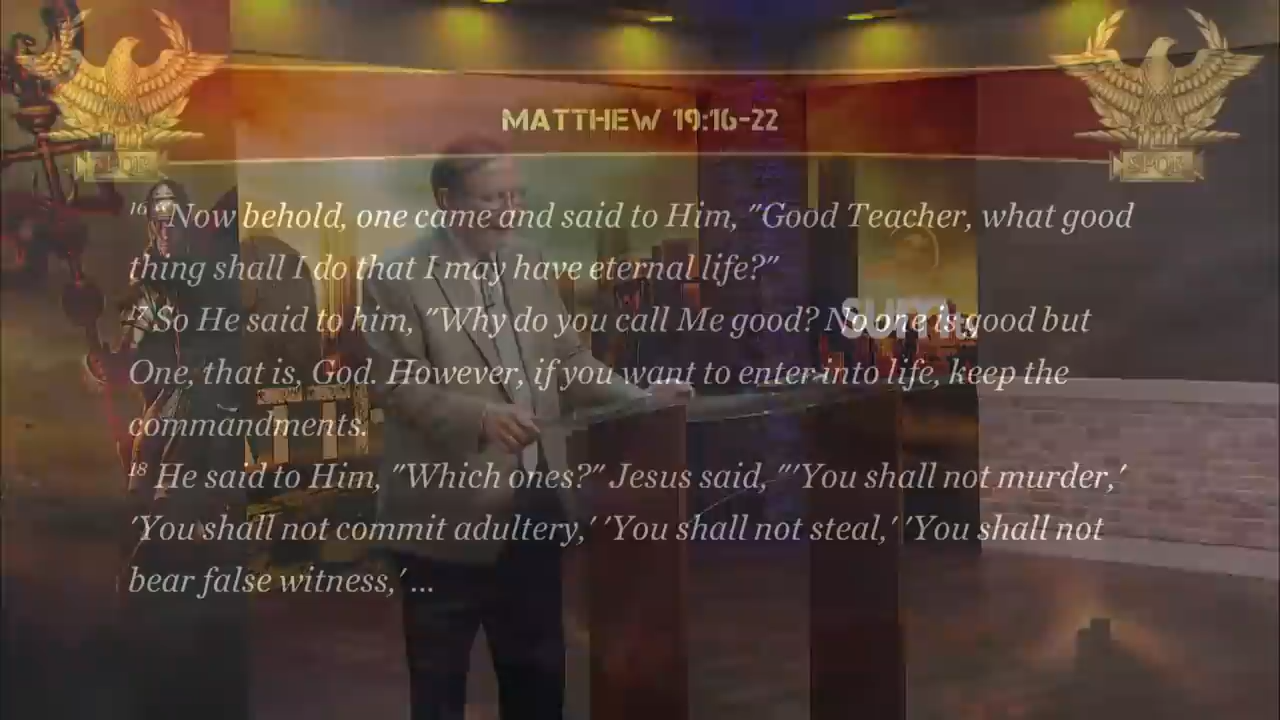 MATTHEW 19:16-22
SPQR SPQR
16 "Now behold, one came and said to Him, "Good Teacher, what good
thing shall I do that I may have eternal life?"
17 So He said to him, "Why do you call Me good? No one is good but
One, that is, God. However, if you want to enter into life, keep the
commandments.
18 He said to Him, "Which ones?" Jesus said, "'You shall not murder,'
'You shall not commit adultery,' 'You shall not steal,' 'You shall not
bear false witness,' ...